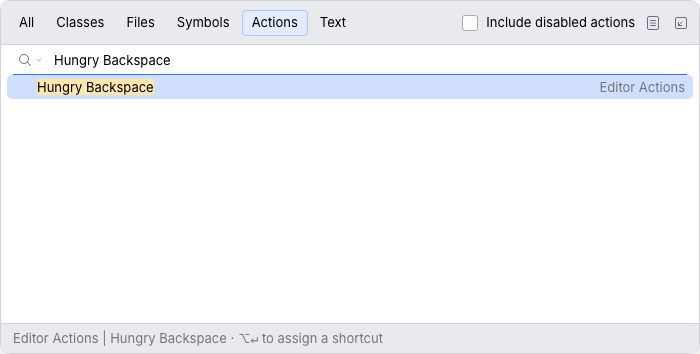 All Classes Files Symbols Actions Text Include disabled actions
Hungry Backspace
Hungry Backspace Editor Actions
Editor Actions | Hungry Backspace · ⌥↵ to assign a shortcut